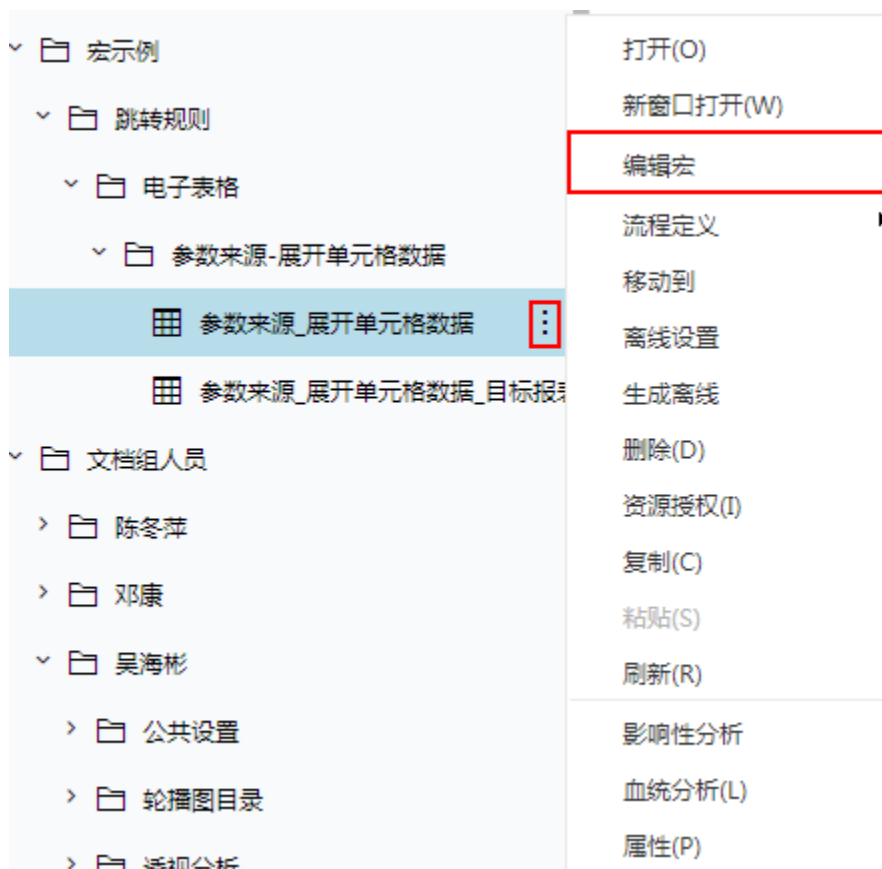 宏示例
跳转规则
电子表格
参数来源-展开单元格数据
参数来源_展开单元格数据
参数来源_展开单元格数据_目标报表
文档组人员
陈冬萍
邓康
吴海彬
公共设置
轮播图目录
透视分析
打开(O)
新窗口打开(W)
编辑宏
流程定义
移动到
离线设置
生成离线
删除(D)
资源授权(I)
复制(C)
粘贴(S)
刷新(R)
影响性分析
血统分析(L)
属性(P)